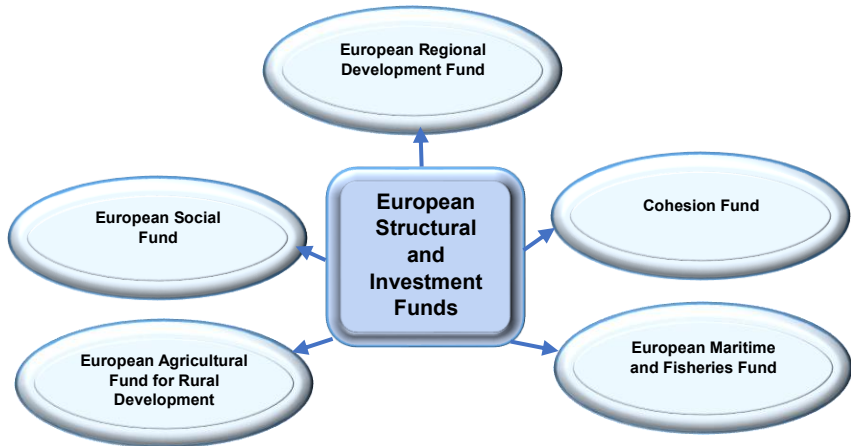 European Regional
Development Fund
European Social
Fund
European
Structural
and
Investment
Funds
Cohesion Fund
European Agricultural
Fund for Rural
Development
European Maritime
and Fisheries Fund